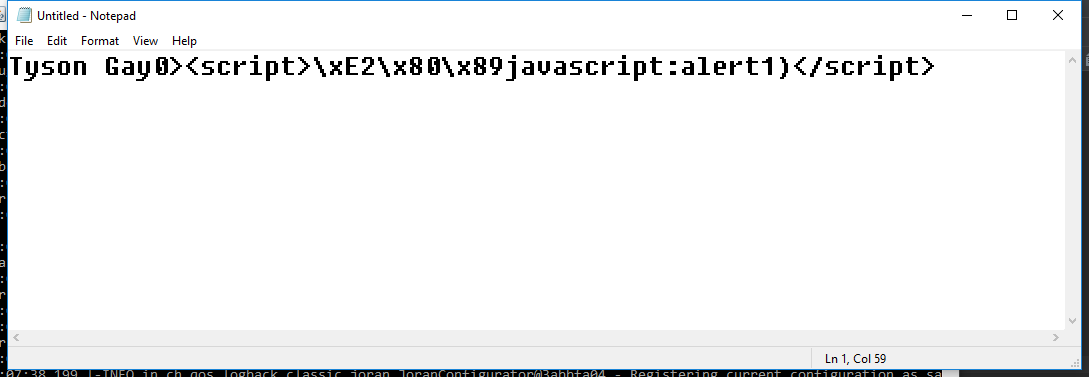 Untitled - Notepad
File Edit Format View Help
Tyson Gay0><script>\xE2\x80\x89javascript:alert1)</script>
Ln 1, Col 59
:07:38,199 |-INFO in ch.qos.logback.classic.joran.JoranConfigurator@3abbfa04 - Registering current configuration as sa